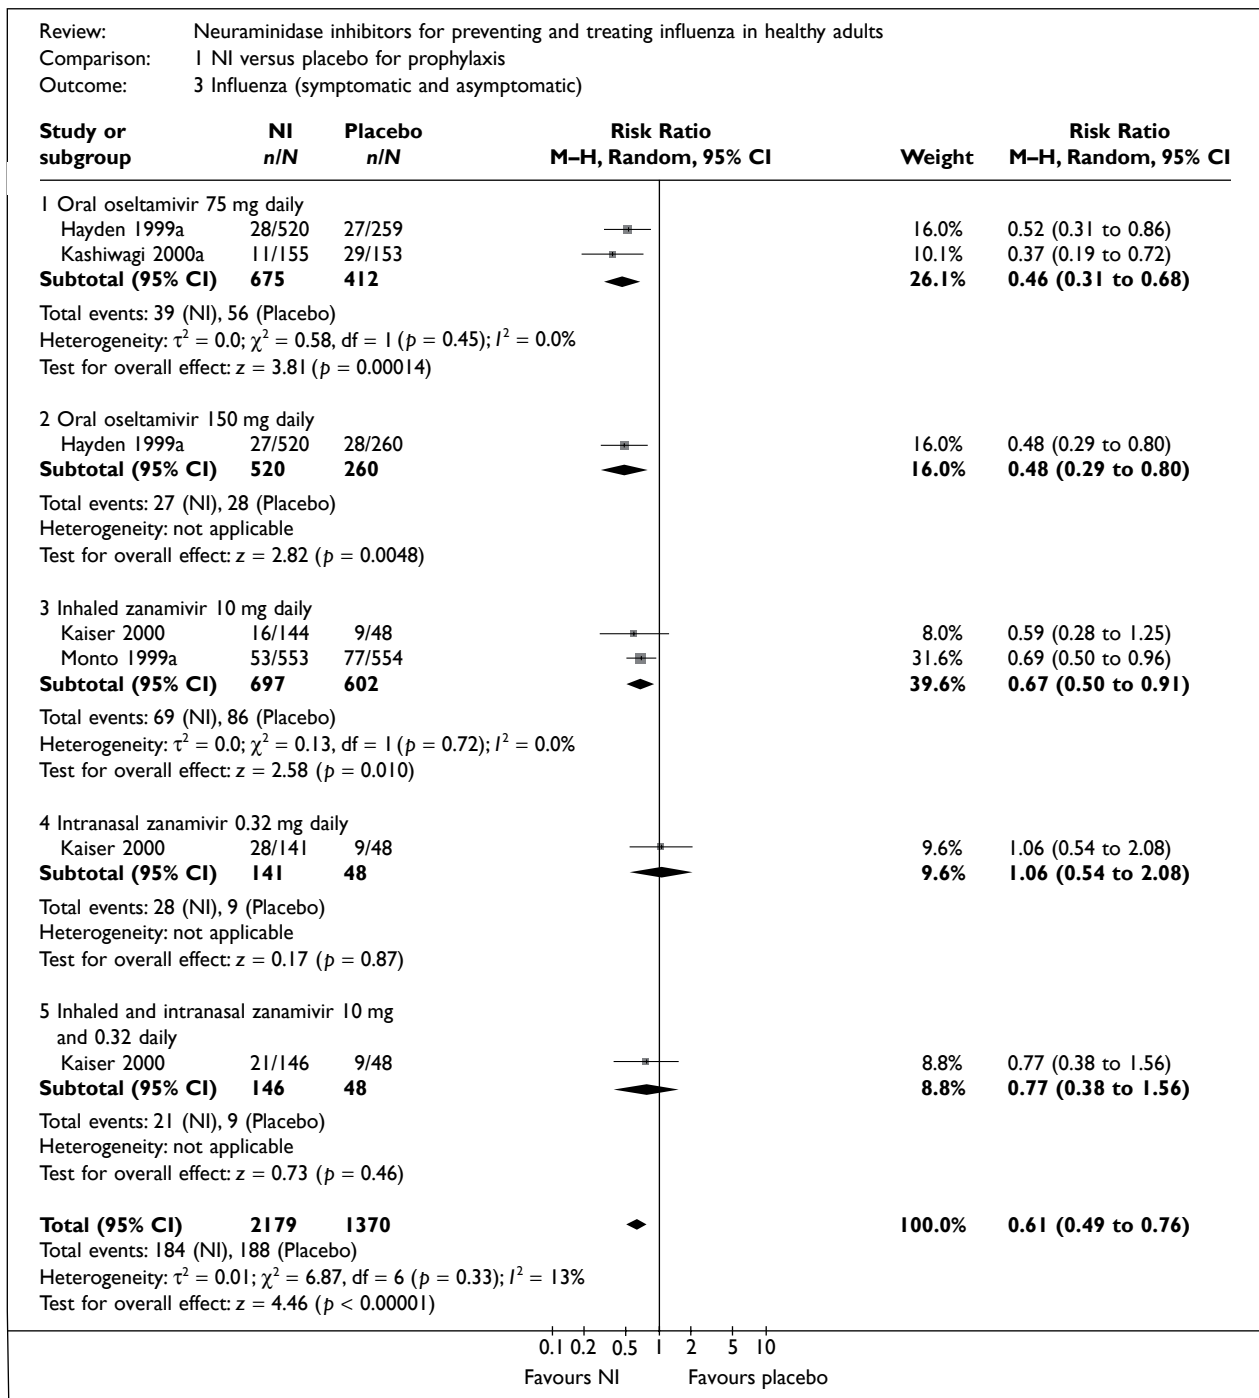 Review: Neuraminidase inhibitors for preventing and treating influenza in healthy adults
Comparison: 1 NI versus placebo for prophylaxis
Outcome: 3 Influenza (symptomatic and asymptomatic)
Study or NI Placebo Risk Ratio Risk Ratio
subgroup n/N n/N M–H, Random, 95% CI Weight M–H, Random, 95% CI
1 Oral oseltamivir 75 mg daily
Hayden 1999a 28/520 27/259 16.0% 0.52 (0.31 to 0.86)
Kashiwagi 2000a 11/155 29/153 10.1% 0.37 (0.19 to 0.72)
Subtotal (95% CI) 675 412 26.1% 0.46 (0.31 to 0.68)
Total events: 39 (NI), 56 (Placebo)
Heterogeneity: τ² = 0.0; χ² = 0.58, df = 1 (p = 0.45); I² = 0.0%
Test for overall effect: z = 3.81 (p = 0.00014)
2 Oral oseltamivir 150 mg daily
Hayden 1999a 27/520 28/260 16.0% 0.48 (0.29 to 0.80)
Subtotal (95% CI) 520 260 16.0% 0.48 (0.29 to 0.80)
Total events: 27 (NI), 28 (Placebo)
Heterogeneity: not applicable
Test for overall effect: z = 2.82 (p = 0.0048)
3 Inhaled zanamivir 10 mg daily
Kaiser 2000 16/144 9/48 8.0% 0.59 (0.28 to 1.25)
Monto 1999a 53/553 77/554 31.6% 0.69 (0.50 to 0.96)
Subtotal (95% CI) 697 602 39.6% 0.67 (0.50 to 0.91)
Total events: 69 (NI), 86 (Placebo)
Heterogeneity: τ² = 0.0; χ² = 0.13, df = 1 (p = 0.72); I² = 0.0%
Test for overall effect: z = 2.58 (p = 0.010)
4 Intranasal zanamivir 0.32 mg daily
Kaiser 2000 28/141 9/48 9.6% 1.06 (0.54 to 2.08)
Subtotal (95% CI) 141 48 9.6% 1.06 (0.54 to 2.08)
Total events: 28 (NI), 9 (Placebo)
Heterogeneity: not applicable
Test for overall effect: z = 0.17 (p = 0.87)
5 Inhaled and intranasal zanamivir 10 mg
and 0.32 daily
Kaiser 2000 21/146 9/48 8.8% 0.77 (0.38 to 1.56)
Subtotal (95% CI) 146 48 8.8% 0.77 (0.38 to 1.56)
Total events: 21 (NI), 9 (Placebo)
Heterogeneity: not applicable
Test for overall effect: z = 0.73 (p = 0.46)
Total (95% CI) 2179 1370 100.0% 0.61 (0.49 to 0.76)
Total events: 184 (NI), 188 (Placebo)
Heterogeneity: τ² = 0.01; χ² = 6.87, df = 6 (p = 0.33); I² = 13%
Test for overall effect: z = 4.46 (p < 0.00001)
0.1 0.2 0.5 1 2 5 10
Favours NI Favours placebo